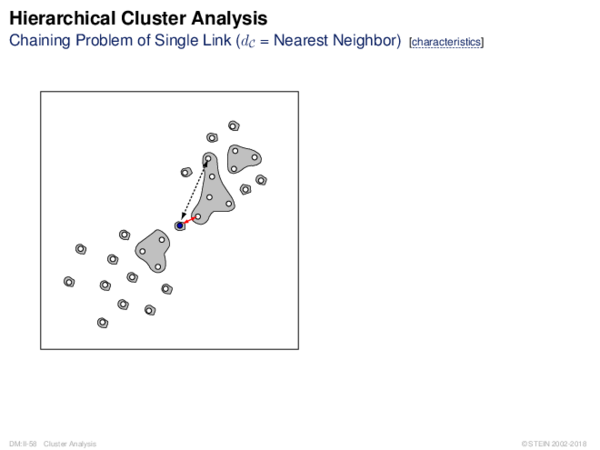 Hierarchical Cluster Analysis
Chaining Problem of Single Link (d_C = Nearest Neighbor) [characteristics]
DM:II-58 Cluster Analysis
© STEIN 2002-2018